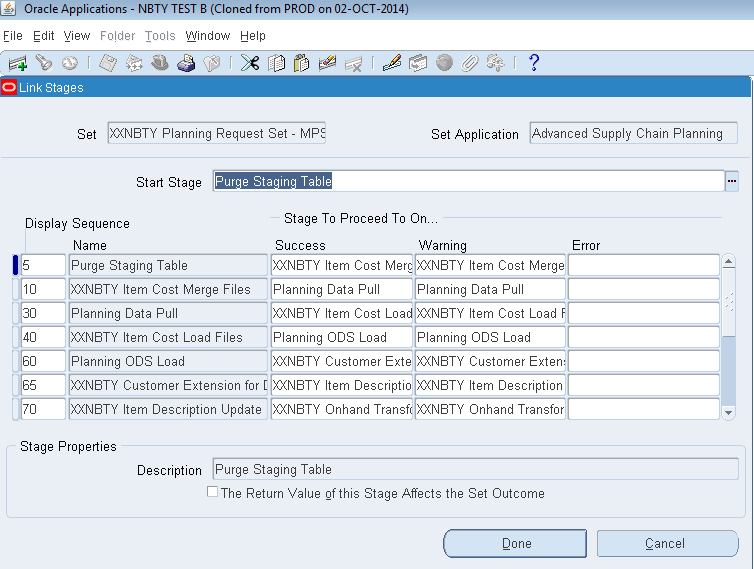 Oracle Applications - NBTY TEST B (Cloned from PROD on 02-OCT-2014)
File Edit View Folder Tools Window Help
Link Stages
Set XXNBTY Planning Request Set - MPS Set Application Advanced Supply Chain Planning
Start Stage Purge Staging Table
Display Sequence Stage To Proceed To On...
Name Success Warning Error
5 Purge Staging Table XXNBTY Item Cost Merg XXNBTY Item Cost Merge
10 XXNBTY Item Cost Merge Files Planning Data Pull Planning Data Pull
30 Planning Data Pull XXNBTY Item Cost Load XXNBTY Item Cost Load F
40 XXNBTY Item Cost Load Files Planning ODS Load Planning ODS Load
60 Planning ODS Load XXNBTY Customer Exte XXNBTY Customer Exten
65 XXNBTY Customer Extension for D XXNBTY Item Descriptio XXNBTY Item Description
70 XXNBTY Item Description Update XXNBTY Onhand Transf XXNBTY Onhand Transfor
Stage Properties
Description Purge Staging Table
The Return Value of this Stage Affects the Set Outcome
Done Cancel